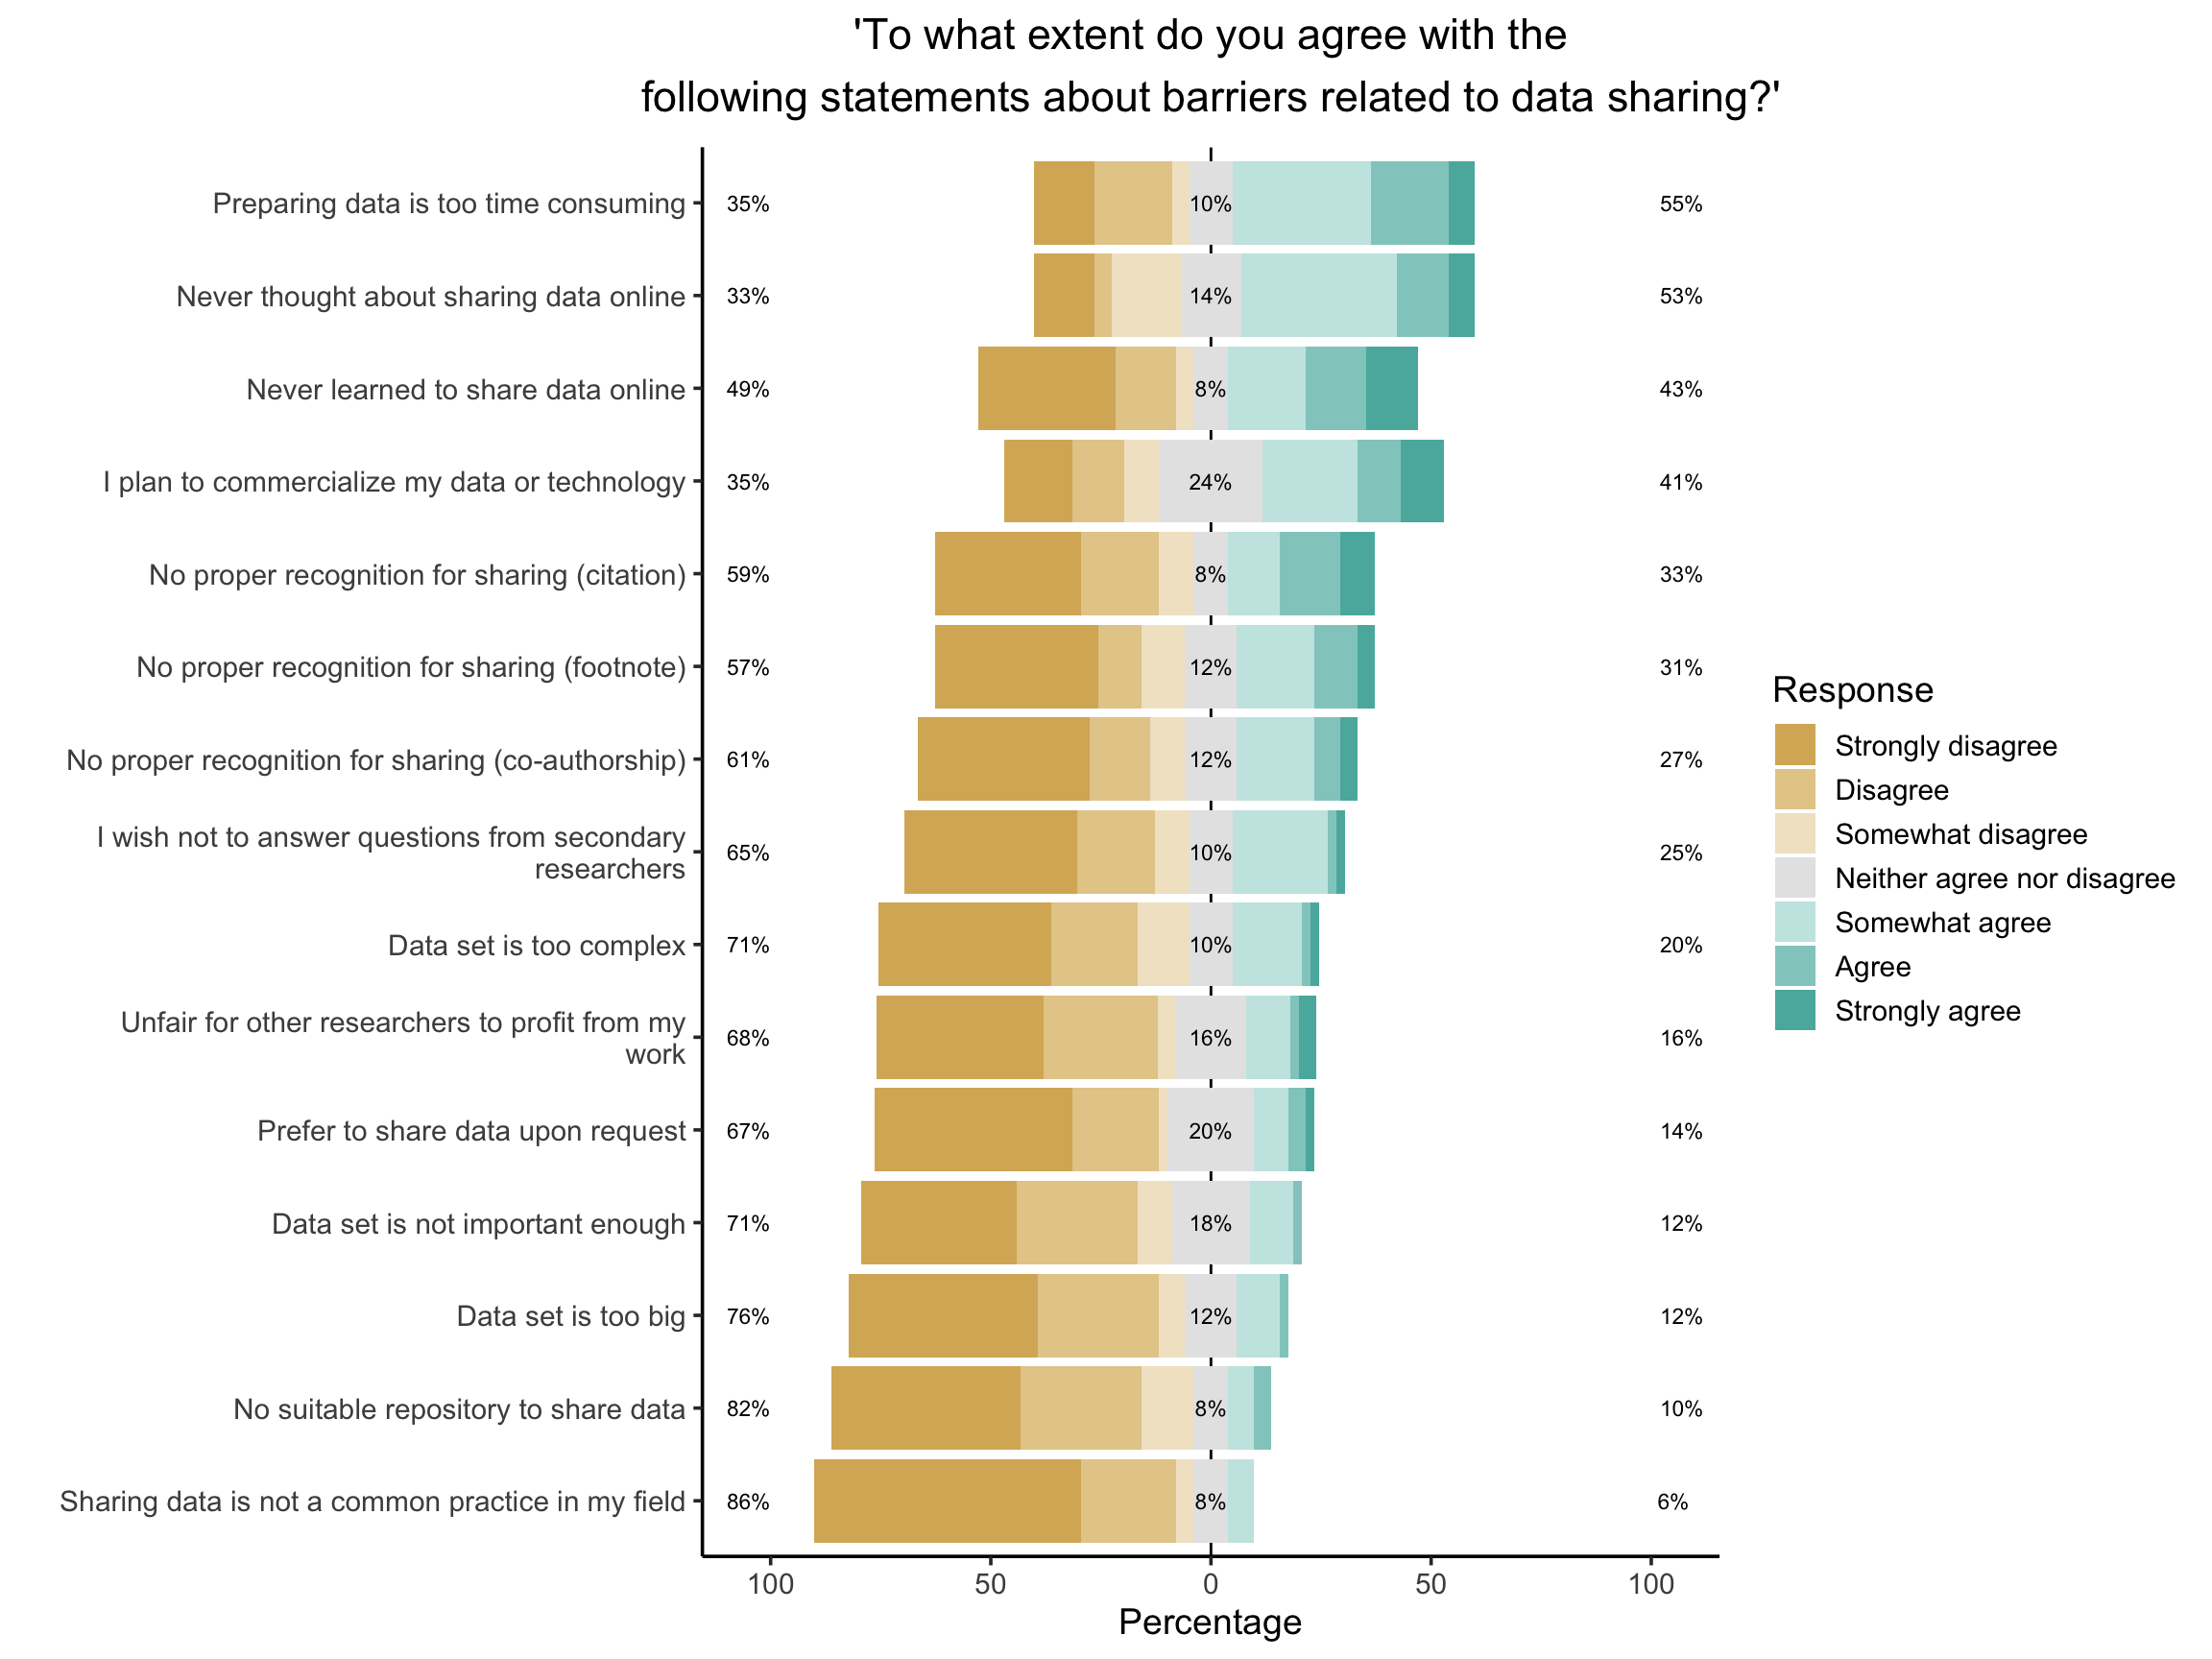 'To what extent do you agree with the
following statements about barriers related to data sharing?'
Preparing data is too time consuming 35% 10% 55%
Never thought about sharing data online 33% 14% 53%
Never learned to share data online 49% 8% 43%
I plan to commercialize my data or technology 35% 24% 41%
No proper recognition for sharing (citation) 59% 8% 33%
No proper recognition for sharing (footnote) 57% 12% 31%
No proper recognition for sharing (co-authorship) 61% 12% 27%
I wish not to answer questions from secondary
researchers 65% 10% 25%
Data set is too complex 71% 10% 20%
Unfair for other researchers to profit from my
work 68% 16% 16%
Prefer to share data upon request 67% 20% 14%
Data set is not important enough 71% 18% 12%
Data set is too big 76% 12% 12%
No suitable repository to share data 82% 8% 10%
Sharing data is not a common practice in my field 86% 8% 6%
100 50 0 50 100
Percentage
Response
Strongly disagree
Disagree
Somewhat disagree
Neither agree nor disagree
Somewhat agree
Agree
Strongly agree